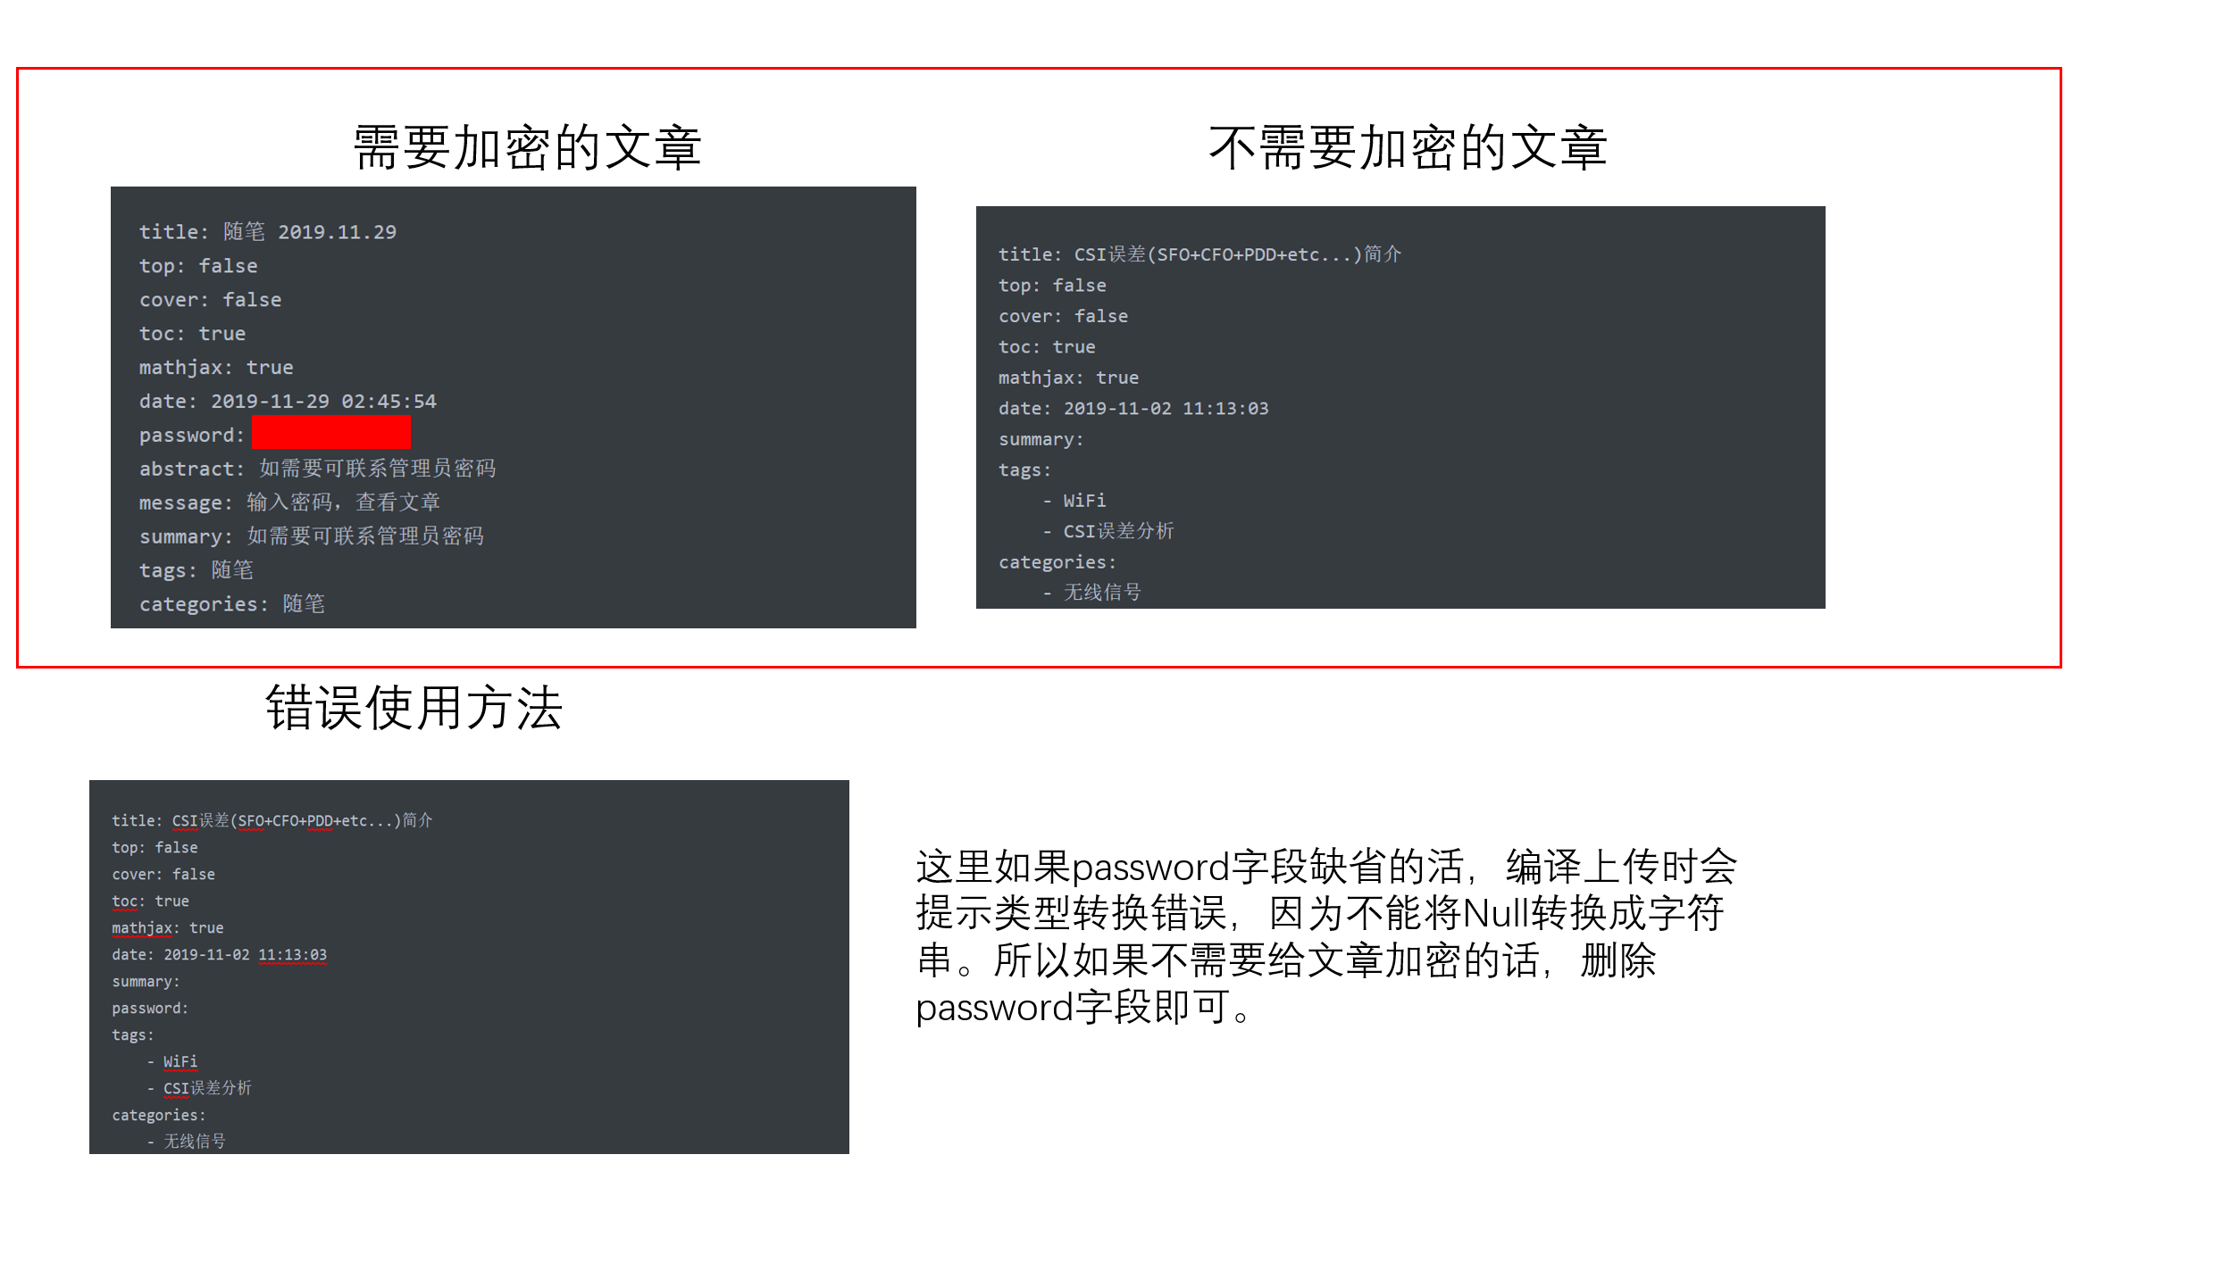 需要加密的文章
title: 随笔 2019.11.29
top: false
cover: false
toc: true
mathjax: true
date: 2019-11-29 02:45:54
password:
abstract: 如需要可联系管理员密码
message: 输入密码，查看文章
summary: 如需要可联系管理员密码
tags: 随笔
categories: 随笔
不需要加密的文章
title: CSI误差(SFO+CFO+PDD+etc...)简介
top: false
cover: false
toc: true
mathjax: true
date: 2019-11-02 11:13:03
summary:
tags:
- WiFi
- CSI误差分析
categories:
- 无线信号
错误使用方法
title: CSI误差(SFO+CFO+PDD+etc...)简介
top: false
cover: false
toc: true
mathjax: true
date: 2019-11-02 11:13:03
summary:
password:
tags:
- WiFi
- CSI误差分析
categories:
- 无线信号
这里如果password字段缺省的活，编译上传时会
提示类型转换错误，因为不能将Null转换成字符
串。所以如果不需要给文章加密的话，删除
password字段即可。